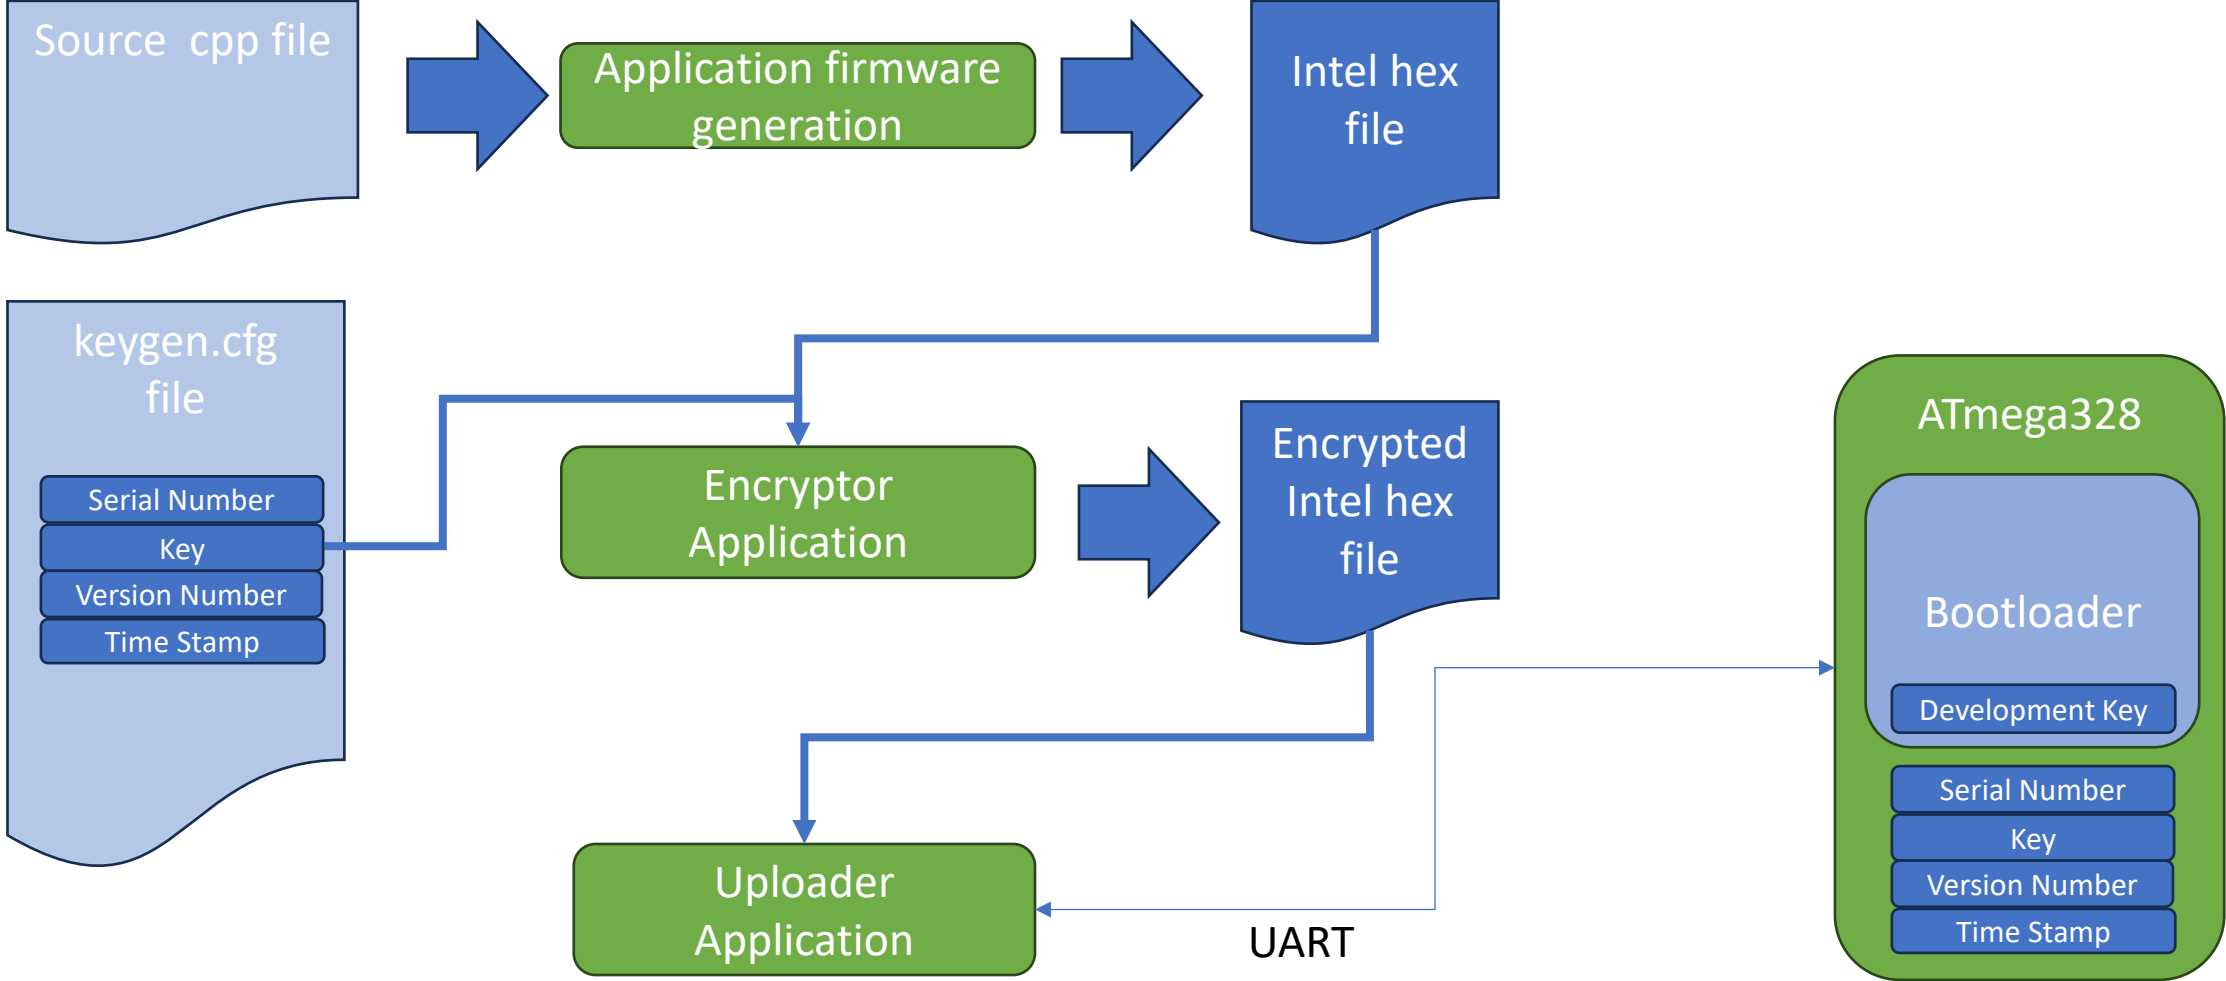 Source  cpp file
Application firmware
generation
Intel hex
file
keygen.cfg
file
Serial Number
Key
Version Number
Time Stamp
Encryptor
Application
Encrypted
Intel hex
file
ATmega328
Bootloader
Development Key
Serial Number
Key
Version Number
Time Stamp
Uploader
Application
UART